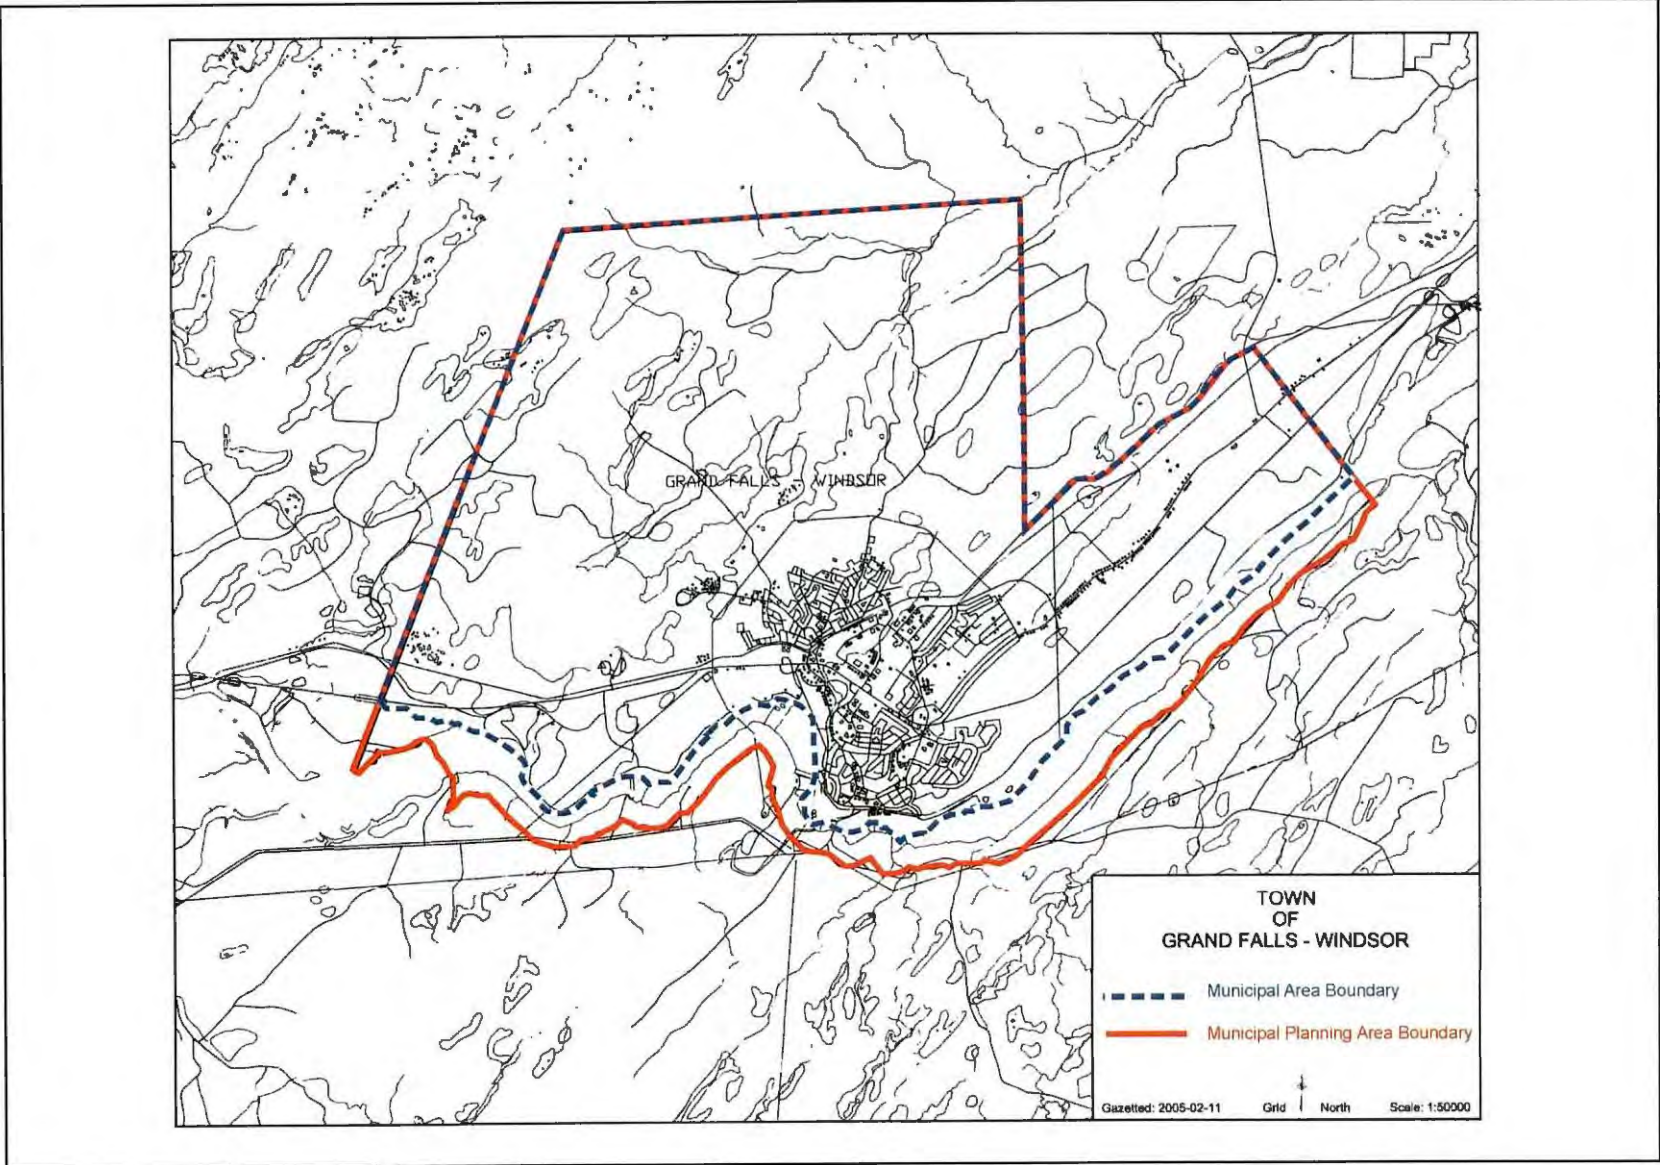 GRAND FALLS - WINDSOR
TOWN
OF
GRAND FALLS - WINDSOR
Municipal Area Boundary
Municipal Planning Area Boundary
Gazetted: 2005-02-11 Grid North Scale: 1:50000